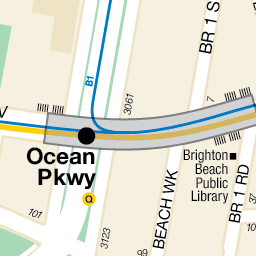 BR 1 S
B1
3061
V
Ocean
Pkwy
Q
Brighton
Beach
Public
Library
BEACH WK
BR 1 RD
101
3123